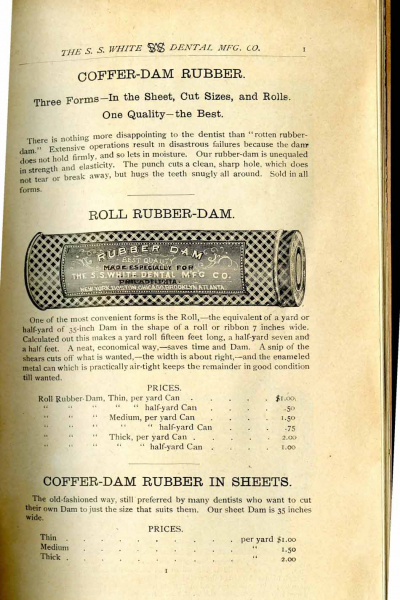 THE S. S. WHITE DENTAL MFG. CO. 1
COFFER-DAM RUBBER.
Three Forms—In the Sheet, Cut Sizes, and Rolls.
One Quality—the Best.
There is nothing more disappointing to the dentist than "rotten rubber-
dam." Extensive operations result in disastrous failures because the dam
does not hold firmly, and so lets in moisture. Our rubber-dam is unequaled
in strength and elasticity. The punch cuts a clean, sharp hole, which does
not tear or break away, but hugs the teeth snugly all around. Sold in all
forms.
ROLL RUBBER-DAM.
RUBBER DAM
BEST QUALITY
MADE ESPECIALLY FOR
THE S.S. WHITE DENTAL MFG CO.
PHILADELPHIA
NEW YORK, BOSTON, CHICAGO, BROOKLYN, ATLANTA.
One of the most convenient forms is the Roll,—the equivalent of a yard or
half-yard of 35-inch Dam in the shape of a roll or ribbon 7 inches wide.
Calculated out this makes a yard roll fifteen feet long, a half-yard seven and
a half feet. A neat, economical way,—saves time and Dam. A snip of the
shears cuts off what is wanted,—the width is about right,—and the enameled
metal can which is practically air-tight keeps the remainder in good condition
till wanted.
PRICES.
Roll Rubber-Dam, Thin, per yard Can . . . . $1.00
" " " " " half-yard Can . . . .50
" " " Medium, per yard Can . . . . 1.50
" " " " " half-yard Can . . . .75
" " " Thick, per yard Can . . . . 2.00
" " " " " half-yard Can . . . 1.00
COFFER-DAM RUBBER IN SHEETS.
The old-fashioned way, still preferred by many dentists who want to cut
their own Dam to just the size that suits them. Our sheet Dam is 35 inches
wide.
PRICES.
Thin . . . . . . . . . per yard $1.00
Medium . . . . . . . . . " 1.50
Thick . . . . . . . . . " 2.00
1